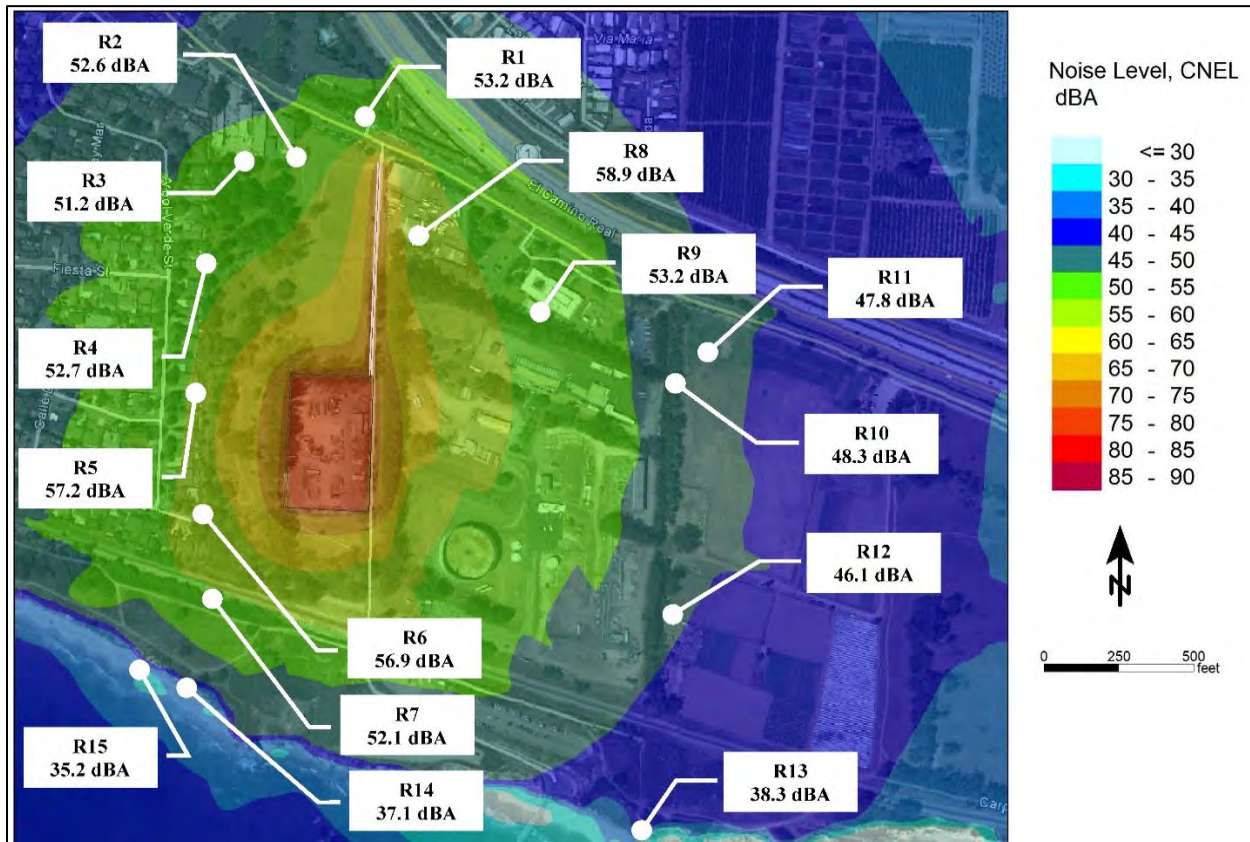 R2
52.6 dBA
R1
53.2 dBA
Via Maria
R8
58.9 dBA
R3
51.2 dBA
1
El Camino Real
R9
53.2 dBA
R11
47.8 dBA
Fiesta St
R4
52.7 dBA
R10
48.3 dBA
R5
57.2 dBA
R12
46.1 dBA
R6
56.9 dBA
R7
52.1 dBA
R15
35.2 dBA
R14
37.1 dBA
R13
38.3 dBA
Noise Level, CNEL
dBA
<= 30
30 - 35
35 - 40
40 - 45
45 - 50
50 - 55
55 - 60
60 - 65
65 - 70
70 - 75
75 - 80
80 - 85
85 - 90
N
0 250 500
feet